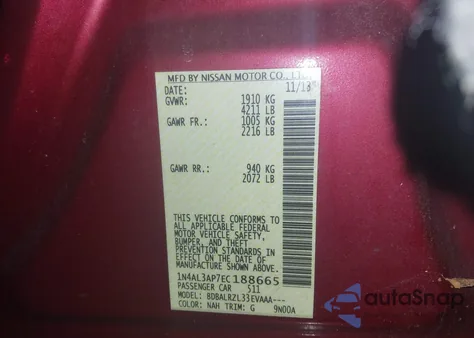 MFD BY NISSAN MOTOR CO., LTD.
DATE: 11/13
GVWR: 1910 KG
4211 LB
GAWR FR.: 1005 KG
2216 LB
GAWR RR.: 940 KG
2072 LB
THIS VEHICLE CONFORMS TO
ALL APPLICABLE FEDERAL
MOTOR VEHICLE SAFETY,
BUMPER, AND THEFT
PREVENTION STANDARDS IN
EFFECT ON THE DATE OF
MANUFACTURE SHOWN ABOVE.
1N4AL3AP7EC188665
PASSENGER CAR 511
MODEL: BDBALRZL33EVAAA---
COLOR: NAH TRIM: G 9N00A
autoSnap